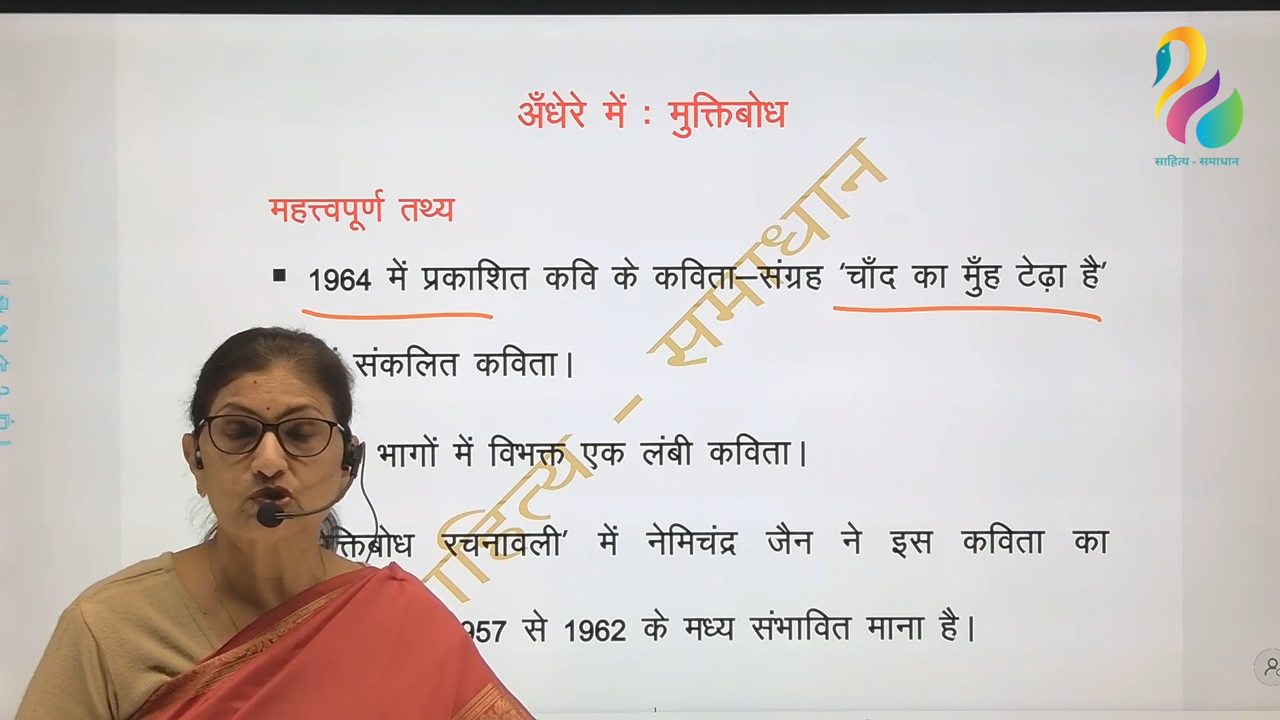 साहित्य - समाधान
अँधेरे में : मुक्तिबोध
महत्त्वपूर्ण तथ्य
▪ 1964 में प्रकाशित कवि के कविता–संग्रह ‘चाँद का मुँह टेढ़ा है’
संकलित कविता।
भागों में विभक्त एक लंबी कविता।
रचनावली’ में नेमिचंद्र जैन ने इस कविता का
से 1962 के मध्य संभावित माना है।
समाधान